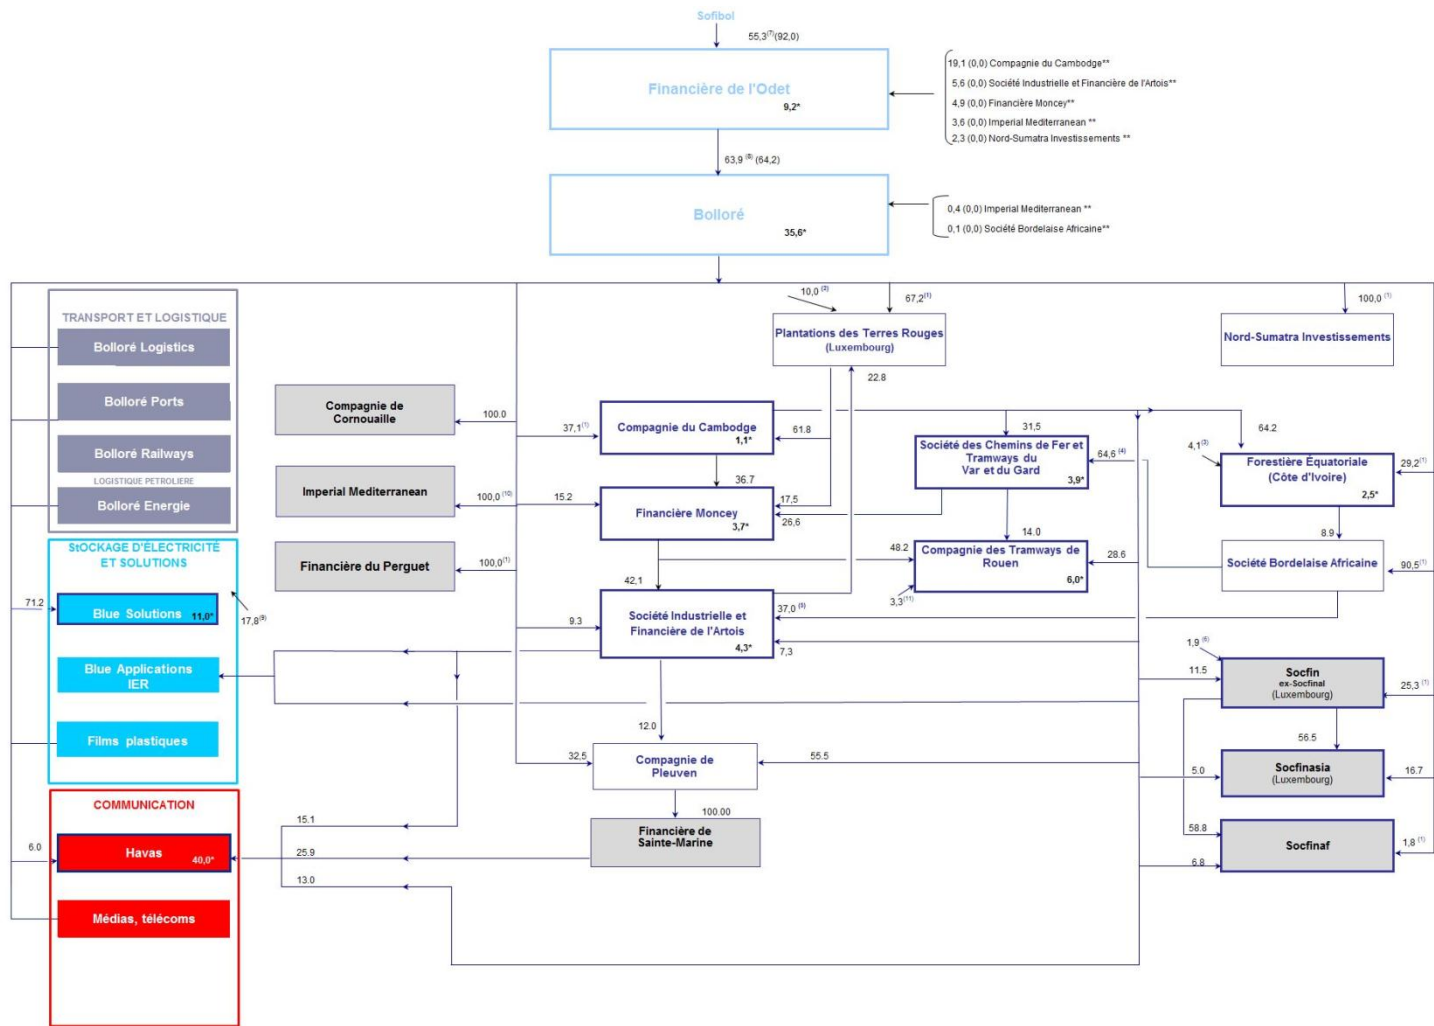 Sofibol
55,3(7)(92,0)
Financière de l'Odet
9,2*
19,1 (0,0) Compagnie du Cambodge**
5,6 (0,0) Société Industrielle et Financière de l'Artois**
4,9 (0,0) Financière Moncey**
3,6 (0,0) Imperial Mediterranean **
2,3 (0,0) Nord-Sumatra Investissements **
63,9 (8) (64,2)
Bolloré
35,6*
0,4 (0,0) Imperial Mediterranean **
0,1 (0,0) Société Bordelaise Africaine**
TRANSPORT ET LOGISTIQUE
Bolloré Logistics
Bolloré Ports
Bolloré Railways
LOGISTIQUE PETROLIERE
Bolloré Energie
StOCKAGE D'ÉLECTRICITÉ
ET SOLUTIONS
71.2
Blue Solutions
11,0*
17,8(9)
Blue Applications
IER
Films plastiques
COMMUNICATION
6.0
Havas
40,0*
Médias, télécoms
15.1
25.9
13.0
Compagnie de
Cornouaille
100.0
Imperial Mediterranean
100,0 (10)
Financière du Perguet
100,0(1)
10,0 (2)
67,2(1)
Plantations des Terres Rouges
(Luxembourg)
22.8
100,0 (1)
Nord-Sumatra Investissements
37,1(1)
Compagnie du Cambodge
1,1*
61.8
36.7
15.2
Financière Moncey
3,7*
17,5
26,6
42,1
9.3
Société Industrielle et
Financière de l'Artois
4,3*
37,0 (5)
7,3
12.0
32,5
Compagnie de
Pleuven
55.5
100.00
Financière de
Sainte-Marine
31,5
Société des Chemins de Fer et
Tramways du
Var et du Gard
3,9*
64,6 (4)
14.0
48.2
Compagnie des Tramways de
Rouen
6,0*
28.6
3,3(11)
64.2
4,1(3)
Forestière Équatoriale
(Côte d'Ivoire)
2,5*
29,2(1)
8.9
Société Bordelaise Africaine
90,5(1)
1,9 (6)
11.5
Socfin
ex-Socfinal
(Luxembourg)
25,3 (1)
56.5
5.0
Socfinasia
(Luxembourg)
16.7
58.8
Socfinaf
1,8 (1)
6.8